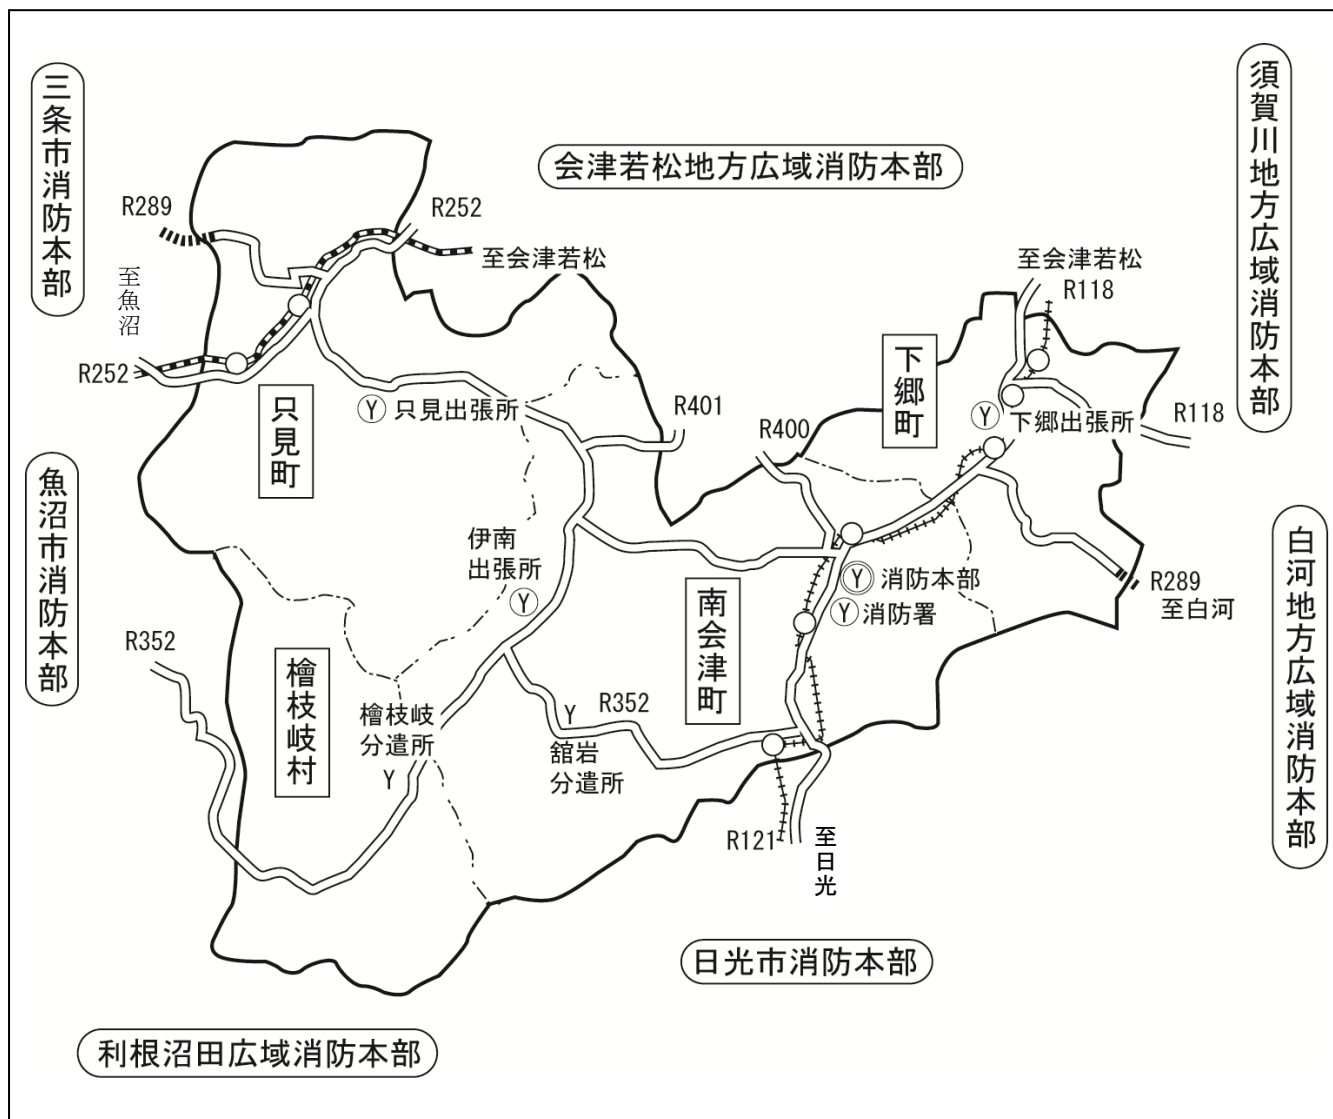 三条市消防本部
会津若松地方広域消防本部
須賀川地方広域消防本部
R289
R252
至会津若松
至会津若松
R118
至魚沼
R252
只見町
Ⓨ 只見出張所
R401
R400
下郷町
Ⓨ 下郷出張所
R118
魚沼市消防本部
伊南
出張所
Ⓨ
南会津町
Ⓨ 消防本部
Ⓨ 消防署
R289
至白河
白河地方広域消防本部
R352
檜枝岐村
檜枝岐
分遣所
Y
Y
R352
舘岩
分遣所
R121
至日光
日光市消防本部
利根沼田広域消防本部